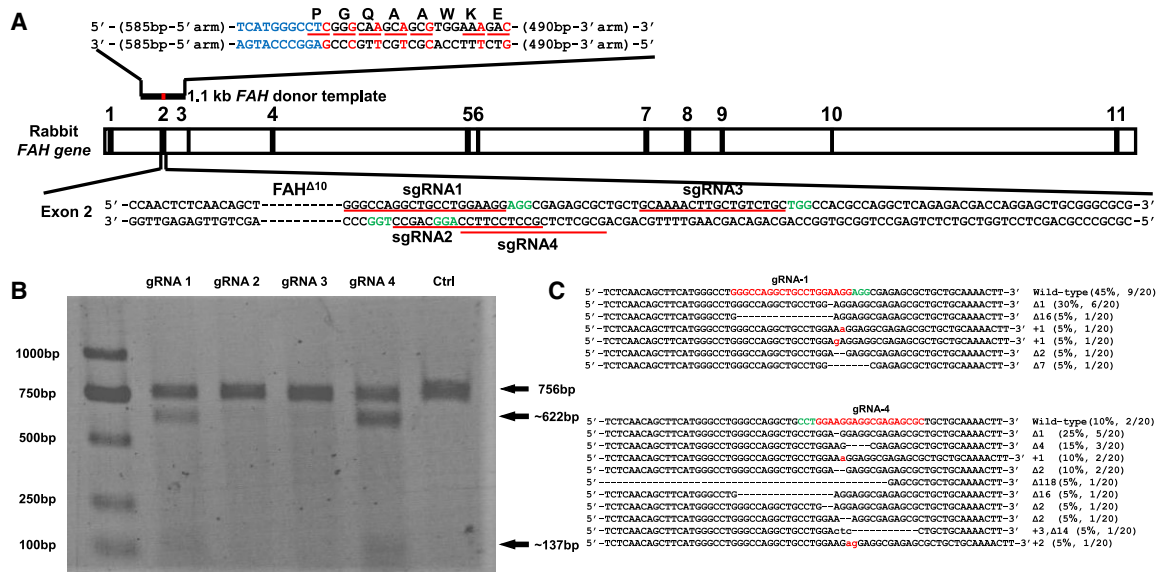 A
P G Q A A W K E
5'-(585bp-5'arm) TCATGGGCCTCGGGCAAGCAGCGTGGAAAGAC-(490bp-3'arm)-3'
3'-(585bp-5'arm) AGTACCCGGAGCCCGTTCGTCGCACCTTTCTG-(490bp-3'arm)-5'
1.1 kb FAH donor template
1 2 3 4 56 7 8 9 10 11
Rabbit
FAH gene
FAHΔ10 sgRNA1 sgRNA3
Exon 2
5'-CCAACTCTCAACAGCT------------GGGCCAGGCTGCCTGGAAGGAGGCGAGAGCGCTGCTGCAAAACTTGCTGTCTGCTGGCCACGCCAGGCTCAGAGACGACCAGGAGCTGCGGGCGCG-3'
3'-GGTTGAGAGTTGTCGA------------CCCGGTCCGACGGACCTTCCTCCGCTCTCGCGACGACGTTTTGAACGACAGACGACCGGTGCGGTCCGAGTCTCTGCTGGTCCTCGACGCCCGCGC-5'
sgRNA2
sgRNA4
B
gRNA 1 gRNA 2 gRNA 3 gRNA 4 Ctrl
1000bp
750bp
500bp
250bp
100bp
756bp
~622bp
~137bp
C
gRNA-1
5'-TCTCAACAGCTTCATGGGCCTGGGCCAGGCTGCCTGGAAGGAGGCGAGAGCGCTGCTGCAAAACTT-3' Wild-type(45%, 9/20)
5'-TCTCAACAGCTTCATGGGCCTGGGCCAGGCTGCCTGGA-GGAGGCGAGAGCGCTGCTGCAAAACTT-3' Δ1 (30%, 6/20)
5'-TCTCAACAGCTTCATGGGCCTG----------------AGGAGGCGAGAGCGCTGCTGCAAAACTT-3' Δ16(5%, 1/20)
5'-TCTCAACAGCTTCATGGGCCTGGGCCAGGCTGCCTGGAAaGGAGGCGAGAGCGCTGCTGCAAAACTT-3' +1 (5%, 1/20)
5'-TCTCAACAGCTTCATGGGCCTGGGCCAGGCTGCCTGGAgAGGAGGCGAGAGCGCTGCTGCAAAACTT-3' +1 (5%, 1/20)
5'-TCTCAACAGCTTCATGGGCCTGGGCCAGGCTGCCTGGA--GAGGCGAGAGCGCTGCTGCAAAACTT-3' Δ2 (5%, 1/20)
5'-TCTCAACAGCTTCATGGGCCTGGGCCAGGCTGCCTGGA-------CGAGAGCGCTGCTGCAAAACTT-3' Δ7 (5%, 1/20)
gRNA-4
5'-TCTCAACAGCTTCATGGGCCTGGGCCAGGCTGCCTGGAAGGAGGCGAGAGCGCTGCTGCAAAACTT-3' Wild-type(10%, 2/20)
5'-TCTCAACAGCTTCATGGGCCTGGGCCAGGCTGCCTGGA-GGAGGCGAGAGCGCTGCTGCAAAACTT-3' Δ1 (25%, 5/20)
5'-TCTCAACAGCTTCATGGGCCTGGGCCAGGCTGCCTGGAAG----CGAGAGCGCTGCTGCAAAACTT-3' Δ4 (15%, 3/20)
5'-TCTCAACAGCTTCATGGGCCTGGGCCAGGCTGCCTGGAAaGGAGGCGAGAGCGCTGCTGCAAAACTT-3' +1 (10%, 2/20)
5'-TCTCAACAGCTTCATGGGCCTGGGCCAGGCTGCCTGGA--GAGGCGAGAGCGCTGCTGCAAAACTT-3' Δ2 (10%, 2/20)
5'-----------------------------------------------GAGCGCTGCTGCAAAACTT-3' Δ118(5%, 1/20)
5'-TCTCAACAGCTTCATGGGCCTG----------------AGGAGGCGAGAGCGCTGCTGCAAAACTT-3' Δ16 (5%, 1/20)
5'-TCTCAACAGCTTCATGGGCCTGGGCCAGGCTGCCTG--AGGAGGCGAGAGCGCTGCTGCAAAACTT-3' Δ2 (5%, 1/20)
5'-TCTCAACAGCTTCATGGGCCTGGGCCAGGCTGCCTGGAA--AGGCGAGAGCGCTGCTGCAAAACTT-3' Δ2 (5%, 1/20)
5'-TCTCAACAGCTTCATGGGCCTGGGCCAGGCTGCCTGGActc-----------CTGCTGCAAAACTT-3' +3,Δ14 (5%, 1/20)
5'-TCTCAACAGCTTCATGGGCCTGGGCCAGGCTGCCTGGAAGagGAGGCGAGAGCGCTGCTGCAAAACTT-3' +2 (5%, 1/20)